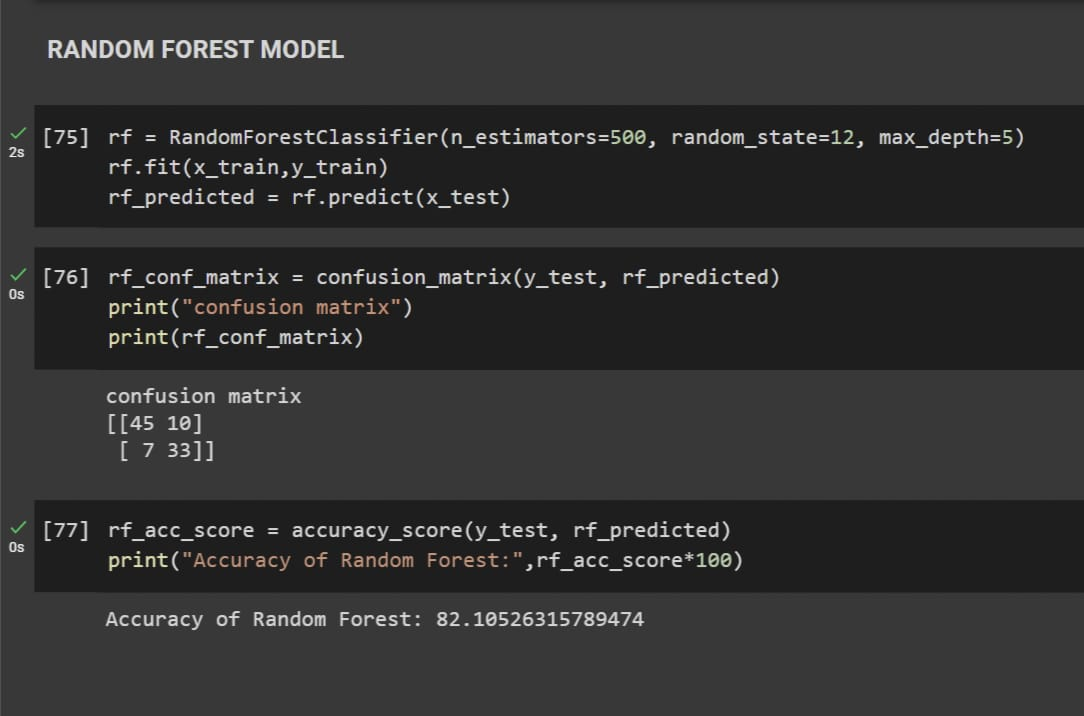 RANDOM FOREST MODEL
[75] rf = RandomForestClassifier(n_estimators=500, random_state=12, max_depth=5)
2s
rf.fit(x_train,y_train)
rf_predicted = rf.predict(x_test)
[76] rf_conf_matrix = confusion_matrix(y_test, rf_predicted)
0s
print("confusion matrix")
print(rf_conf_matrix)
confusion matrix
[[45 10]
[ 7 33]]
[77] rf_acc_score = accuracy_score(y_test, rf_predicted)
0s
print("Accuracy of Random Forest:",rf_acc_score*100)
Accuracy of Random Forest: 82.10526315789474